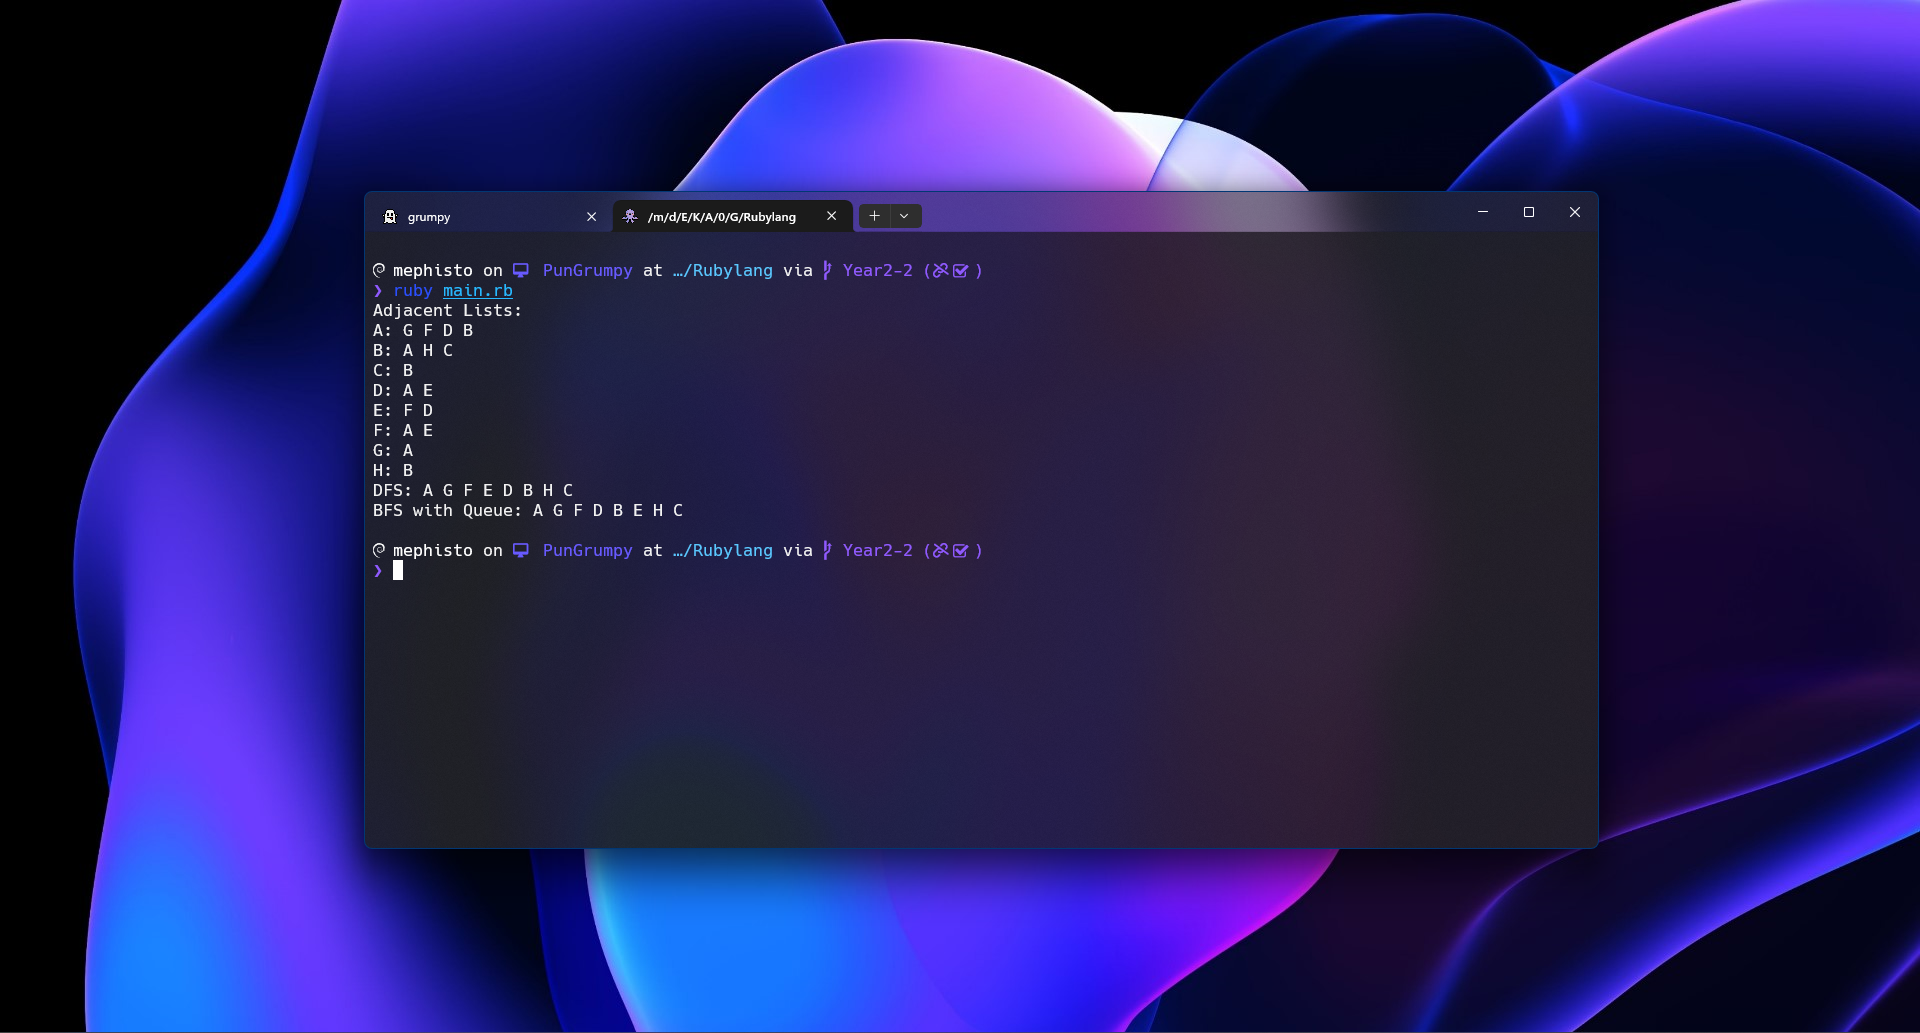 grumpy
/m/d/E/K/A/0/G/Rubylang
mephisto on PunGrumpy at …/Rubylang via Year2-2 ( )
❯ ruby main.rb
Adjacent Lists:
A: G F D B
B: A H C
C: B
D: A E
E: F D
F: A E
G: A
H: B
DFS: A G F E D B H C
BFS with Queue: A G F D B E H C
mephisto on PunGrumpy at …/Rubylang via Year2-2 ( )
❯